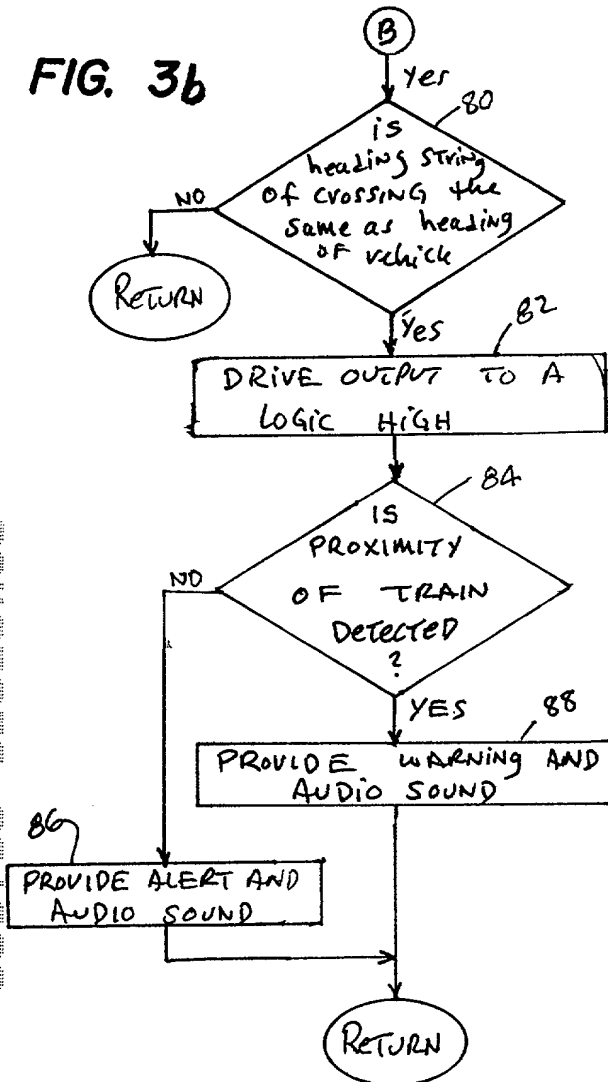 FIG. 3b
B
Yes
80
is
heading string
of crossing the
same as heading
of vehicle
NO
Return
Yes
82
DRIVE OUTPUT TO A
LOGIC HIGH
84
IS
PROXIMITY
OF TRAIN
DETECTED
?
NO
YES
88
PROVIDE WARNING AND
AUDIO SOUND
86
PROVIDE ALERT AND
AUDIO SOUND
RETURN